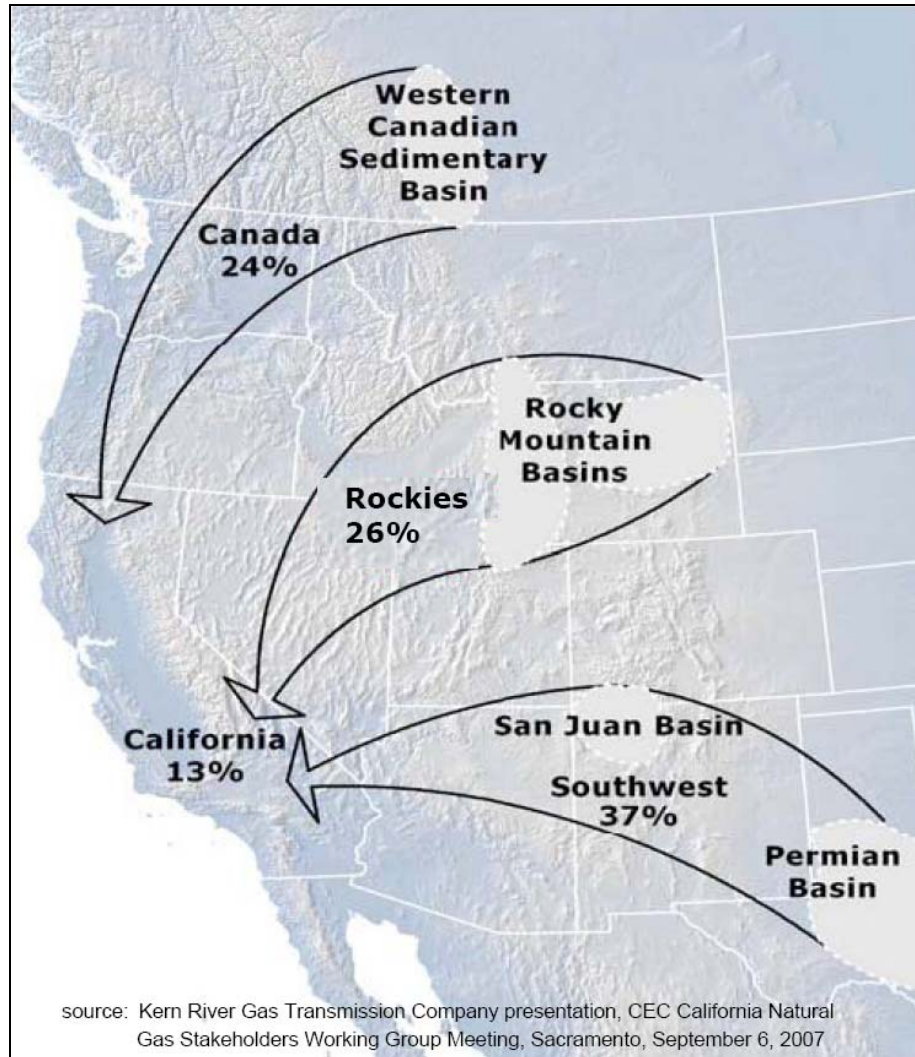 Western
Canadian
Sedimentary
Basin
Canada
24%
Rocky
Mountain
Basins
Rockies
26%
San Juan Basin
California
13%
Southwest
37%
Permian
Basin
source: Kern River Gas Transmission Company presentation, CEC California Natural
Gas Stakeholders Working Group Meeting, Sacramento, September 6, 2007